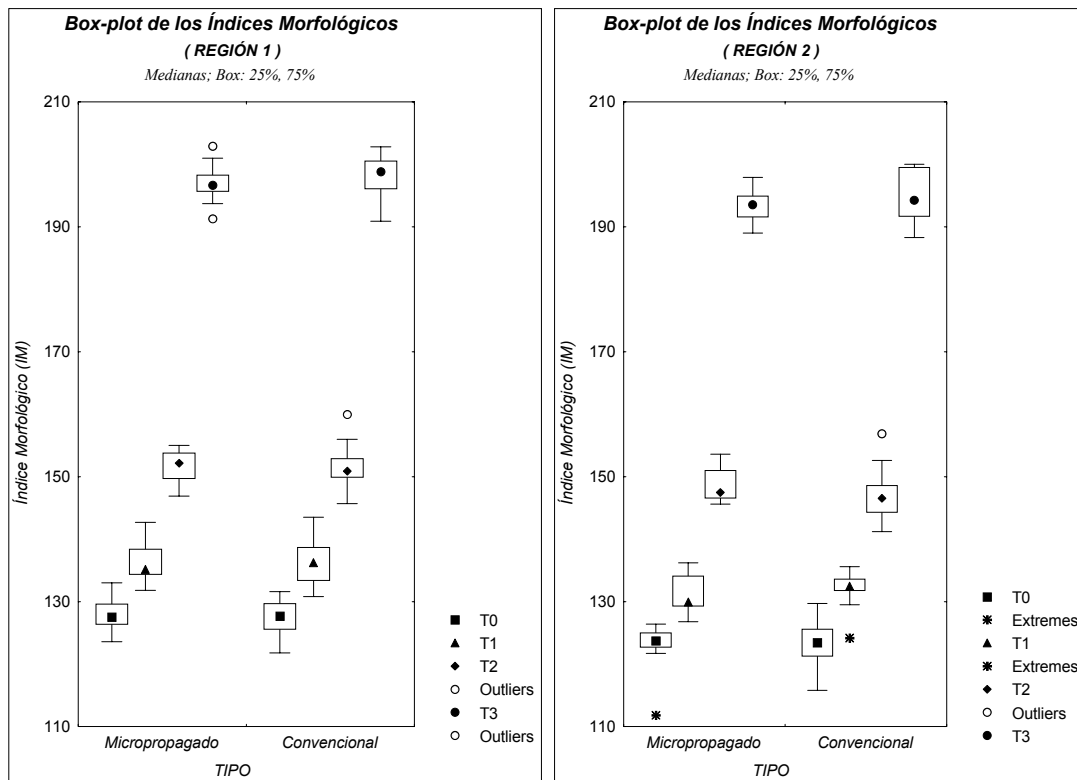 Box-plot de los Índices Morfológicos
( REGIÓN 1 )
Medianas; Box: 25%, 75%
Índice Morfológico (IM)
210
190
170
150
130
110
Micropropagado
Convencional
TIPO
T0
T1
T2
Outliers
T3
Outliers
Box-plot de los Índices Morfológicos
( REGIÓN 2 )
Medianas; Box: 25%, 75%
Índice Morfológico (IM)
210
190
170
150
130
110
Micropropagado
Convencional
TIPO
T0
Extremes
T1
Extremes
T2
Outliers
T3